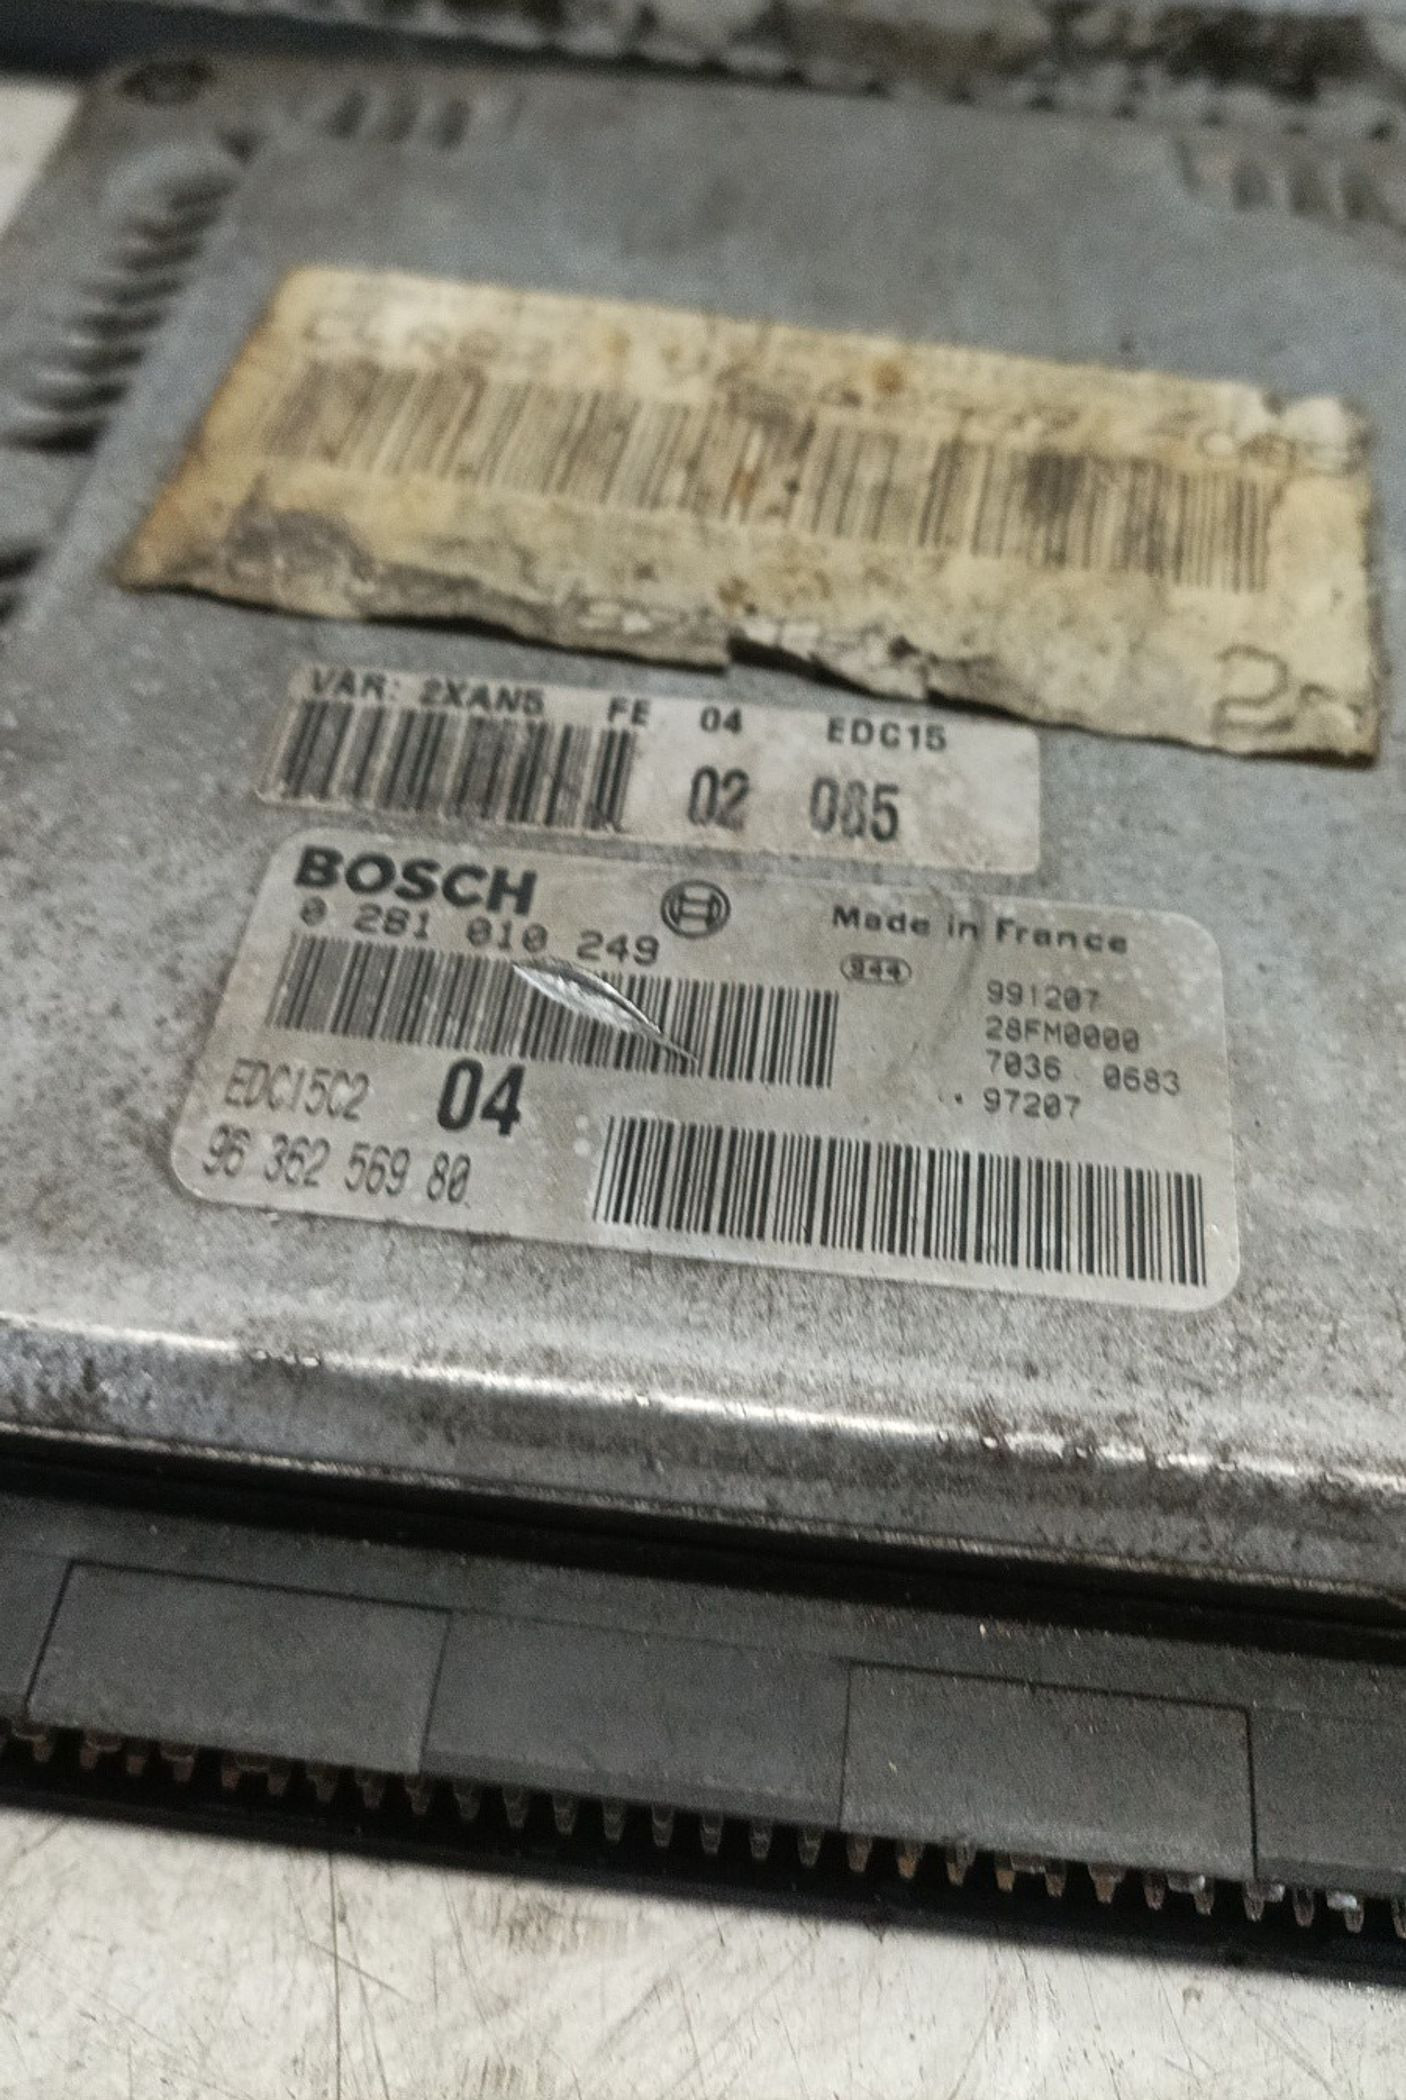 VAR: 2XAN5 FE 04 EDC15
02 085
BOSCH
0 281 010 249
Made in France
944
991207
28FM0000
7036 0683
97207
EDC15C2 04
96 362 569 80